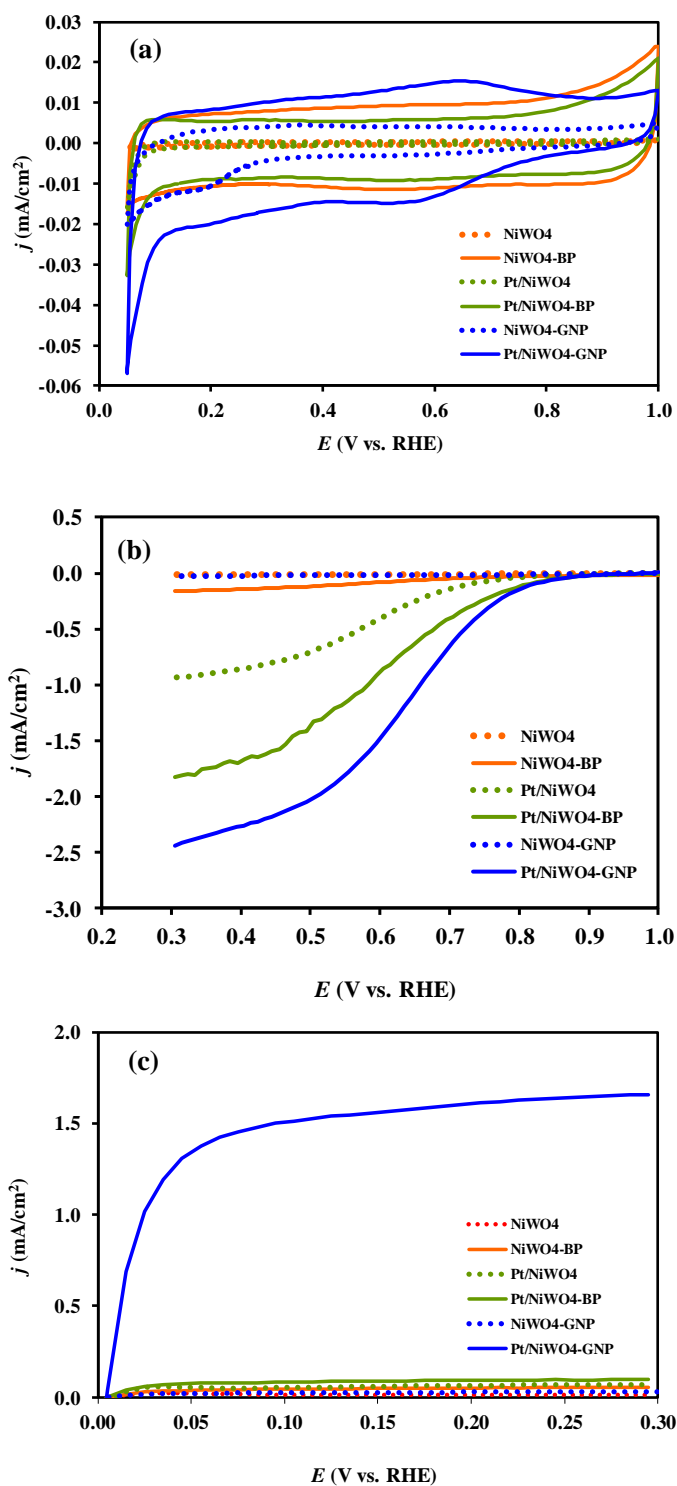 (a)
0.03
0.02
0.01
0.00
-0.01
-0.02
-0.03
-0.04
-0.05
-0.06
j (mA/cm²)
NiWO4
NiWO4-BP
Pt/NiWO4
Pt/NiWO4-BP
NiWO4-GNP
Pt/NiWO4-GNP
0.0 0.2 0.4 0.6 0.8 1.0
E (V vs. RHE)
(b)
0.5
0.0
-0.5
-1.0
-1.5
-2.0
-2.5
-3.0
j (mA/cm²)
NiWO4
NiWO4-BP
Pt/NiWO4
Pt/NiWO4-BP
NiWO4-GNP
Pt/NiWO4-GNP
0.2 0.3 0.4 0.5 0.6 0.7 0.8 0.9 1.0
E (V vs. RHE)
(c)
2.0
1.5
1.0
0.5
0.0
j (mA/cm²)
NiWO4
NiWO4-BP
Pt/NiWO4
Pt/NiWO4-BP
NiWO4-GNP
Pt/NiWO4-GNP
0.00 0.05 0.10 0.15 0.20 0.25 0.30
E (V vs. RHE)